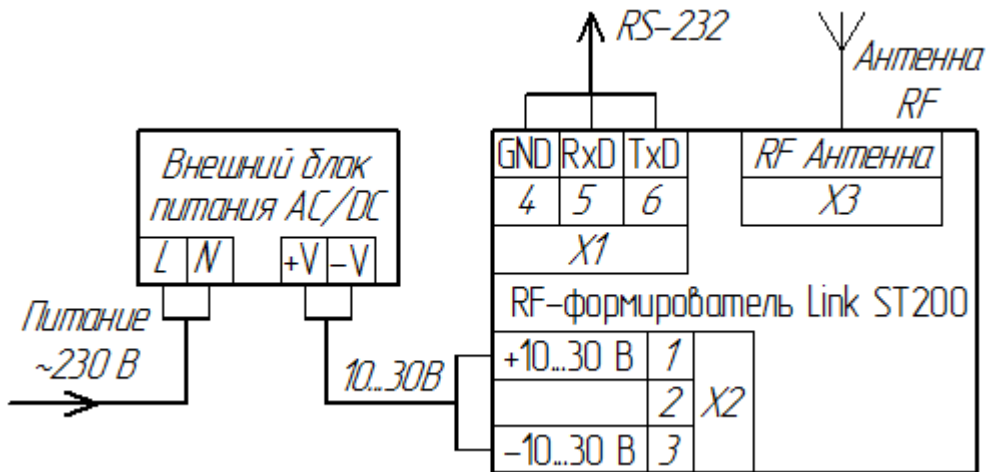 RS-232
Антенна
RF
Внешний блок
питания AC/DC
L N +V -V
GND RxD TxD
4 5 6
X1
RF Антенна
X3
RF-формирователь Link ST200
Питание
~230 В
10...30В
+10...30 В 1
2 X2
-10...30 В 3